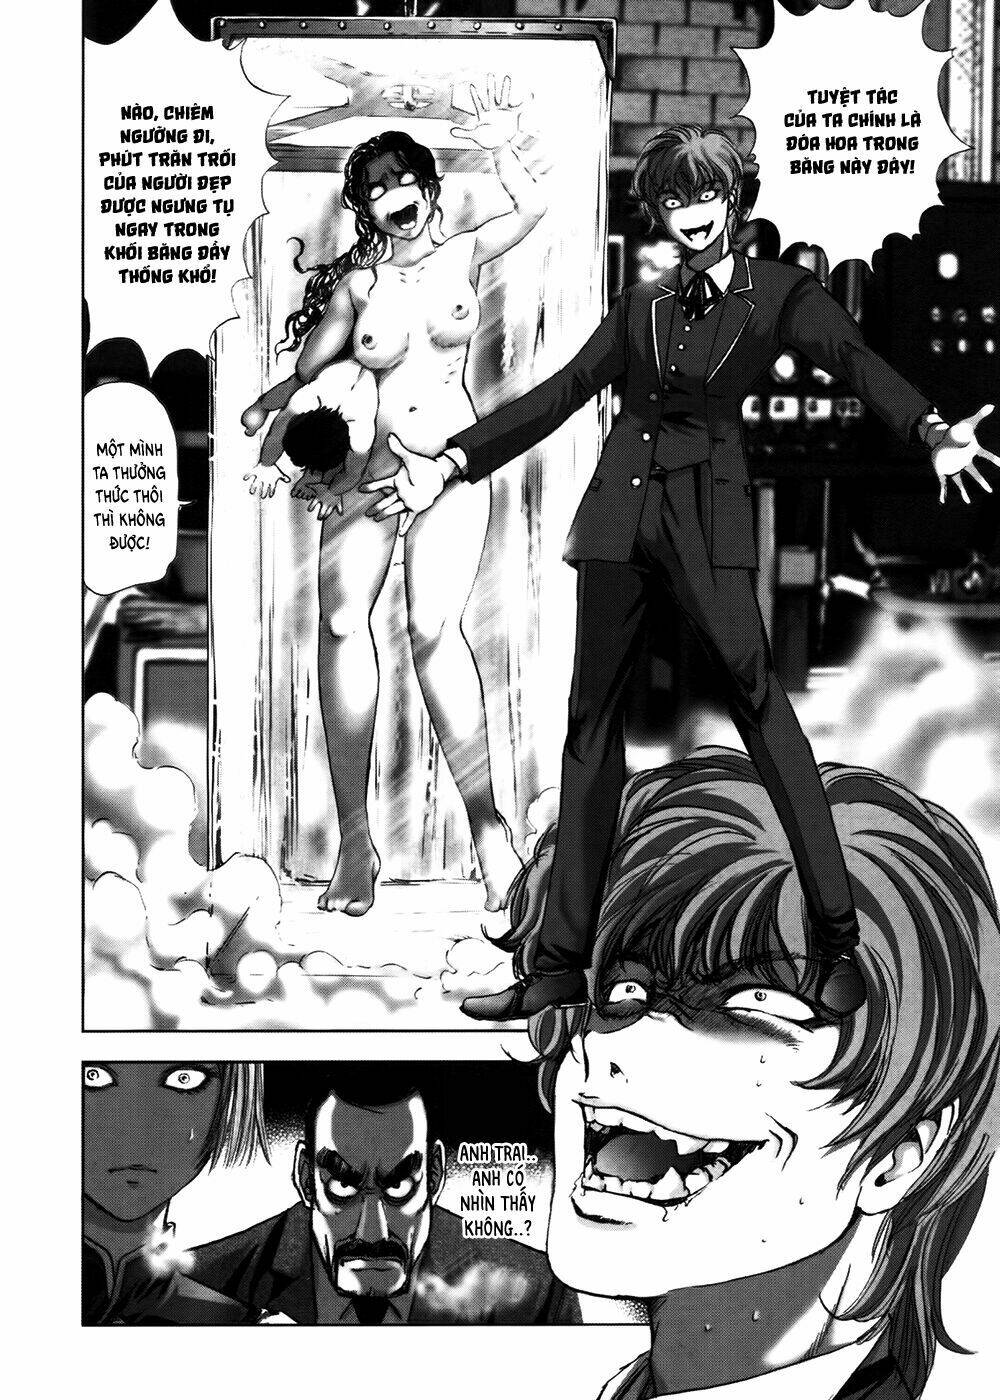 TUYỆT TÁC
CỦA TA CHÍNH LÀ
ĐÓA HOA TRONG
BĂNG NÀY ĐÂY!
NÀO, CHIÊM
NGƯỠNG ĐI,
PHÚT TRĂN TRỐI
CỦA NGƯỜI ĐẸP
ĐƯỢC NGƯNG TỤ
NGAY TRONG
KHỐI BĂNG ĐẦY
THỐNG KHỔ!
MỘT MÌNH
TA THƯỞNG
THỨC THÔI
THÌ KHÔNG
ĐƯỢC!
ANH TRAI..
ANH CÓ
NHÌN THẤY
KHÔNG..?